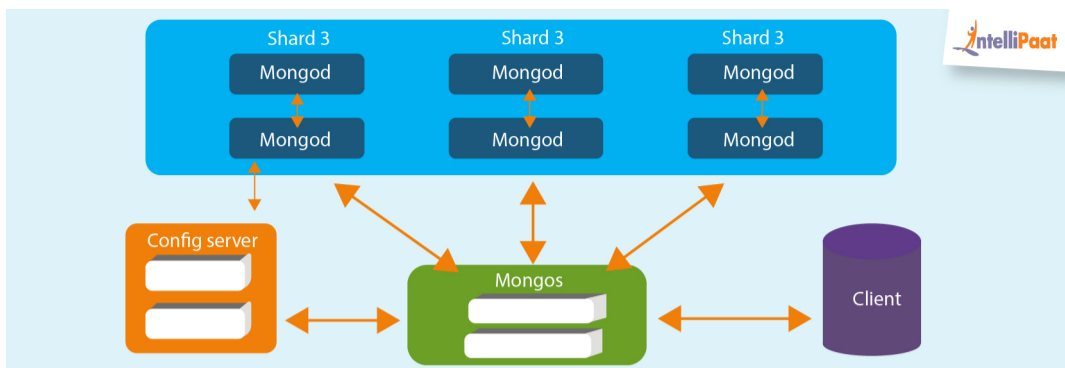 Shard 3 Shard 3 Shard 3
IntelliPaat
Mongod Mongod Mongod
Mongod Mongod Mongod
Config server
Mongos
Client